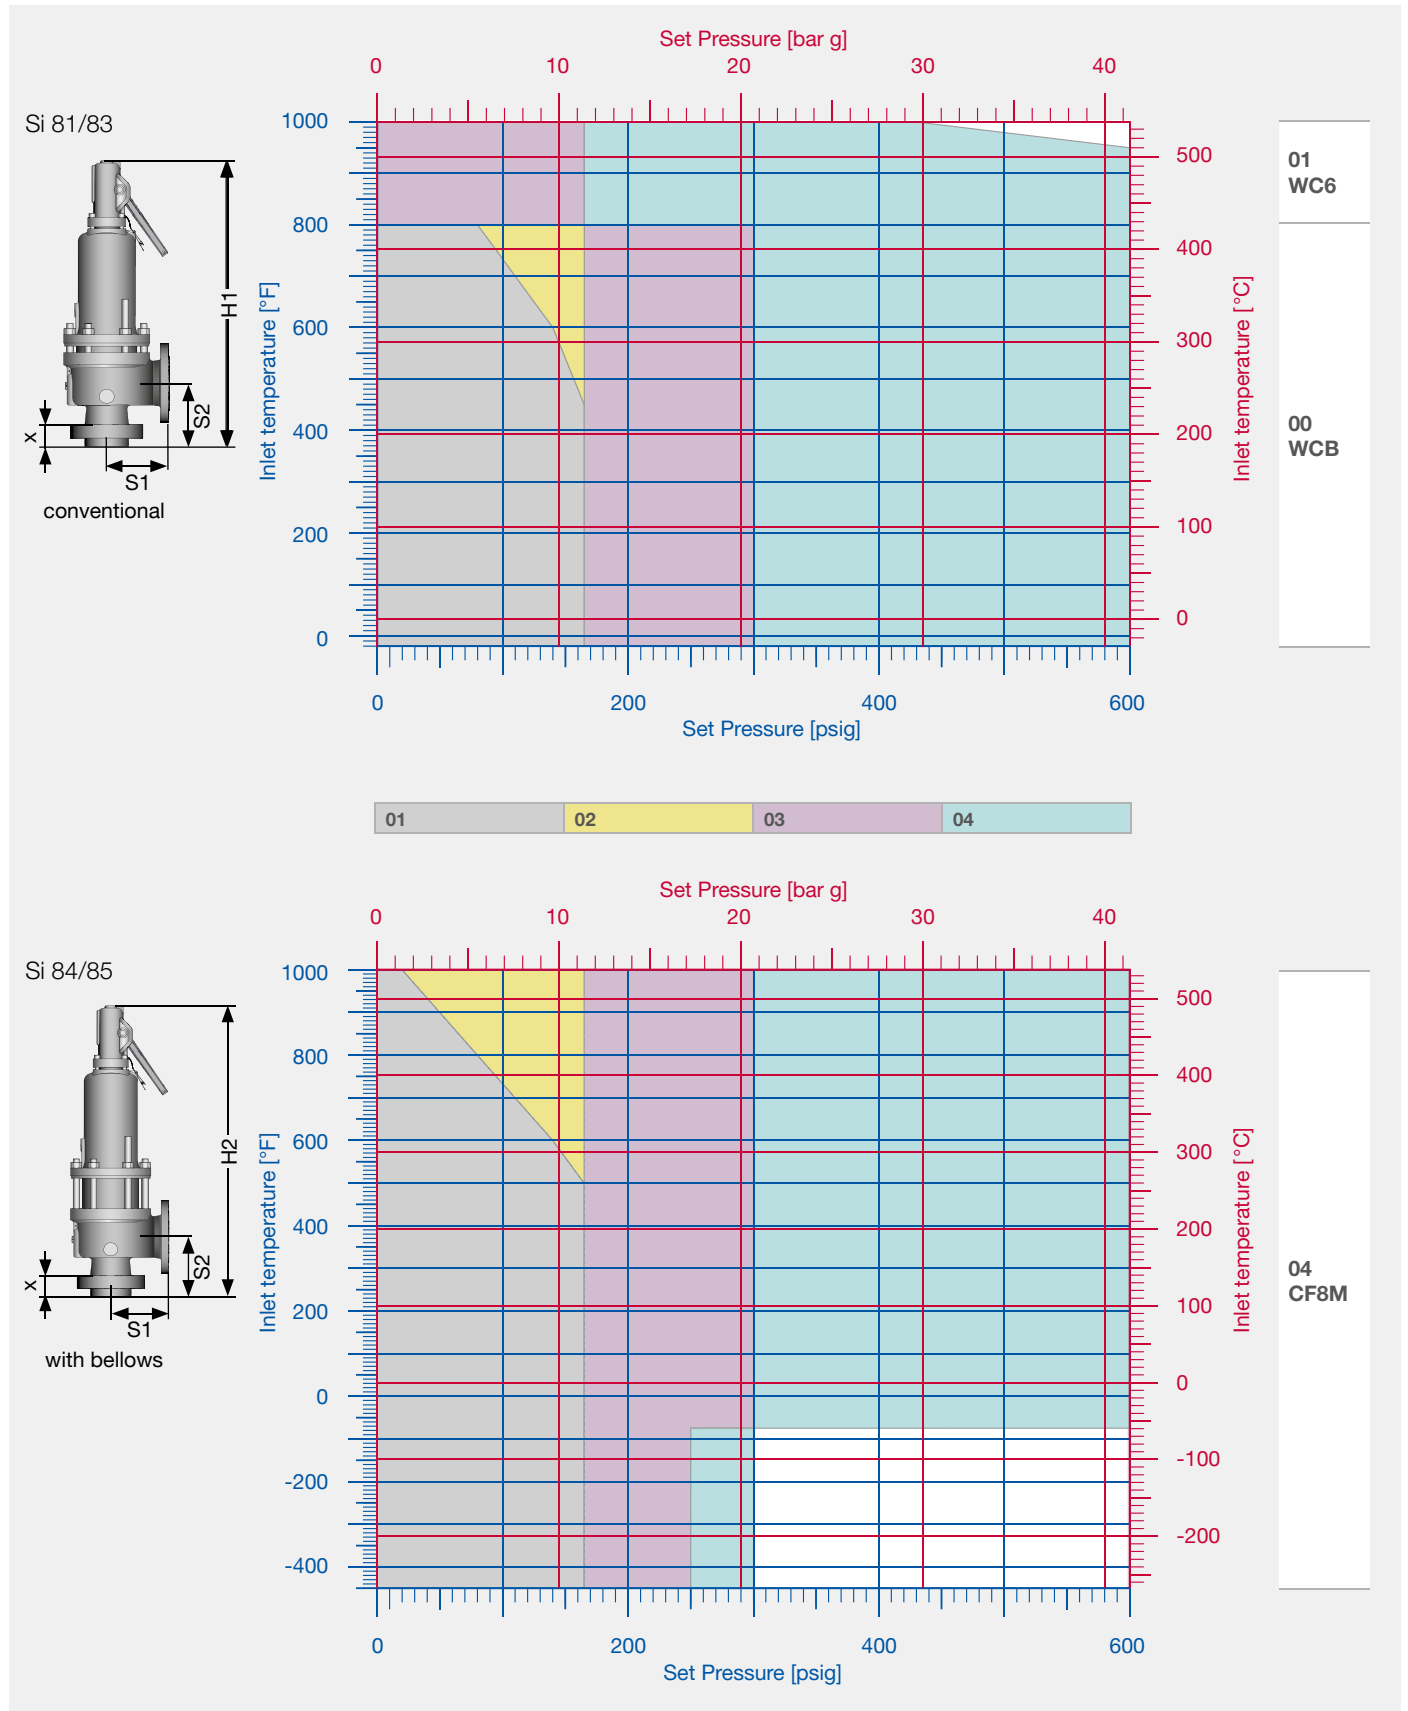 Set Pressure [bar g]
0 10 20 30 40
Si 81/83
H1
S2
x
S1
conventional
Inlet temperature [°F]
1000
800
600
400
200
0
500
400
300
200
100
0
Inlet temperature [°C]
01
WC6
00
WCB
0 200 400 600
Set Pressure [psig]
01 02 03 04
Set Pressure [bar g]
0 10 20 30 40
Si 84/85
H2
S2
x
S1
with bellows
Inlet temperature [°F]
1000
800
600
400
200
0
-200
-400
500
400
300
200
100
0
-100
-200
Inlet temperature [°C]
04
CF8M
0 200 400 600
Set Pressure [psig]